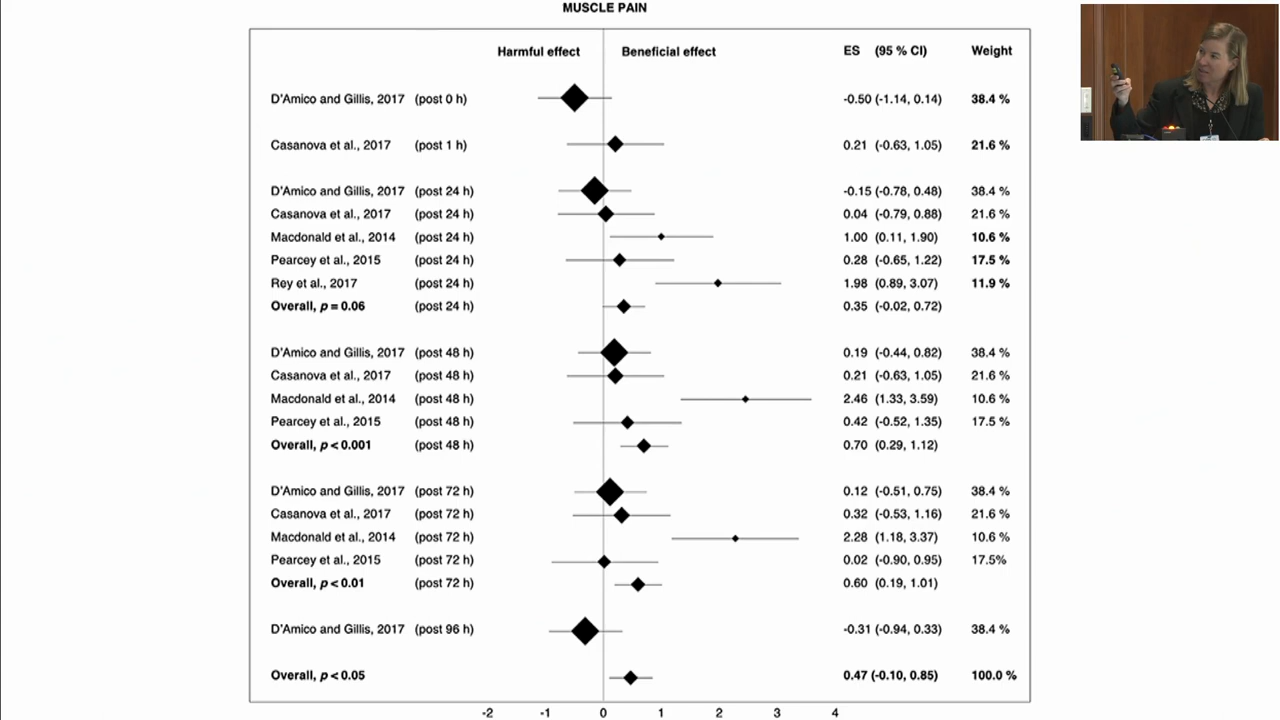 MUSCLE PAIN
Harmful effect Beneficial effect ES (95 % CI) Weight
D'Amico and Gillis, 2017 (post 0 h) -0.50 (-1.14, 0.14) 38.4 %
Casanova et al., 2017 (post 1 h) 0.21 (-0.63, 1.05) 21.6 %
D'Amico and Gillis, 2017 (post 24 h) -0.15 (-0.78, 0.48) 38.4 %
Casanova et al., 2017 (post 24 h) 0.04 (-0.79, 0.88) 21.6 %
Macdonald et al., 2014 (post 24 h) 1.00 (0.11, 1.90) 10.6 %
Pearcey et al., 2015 (post 24 h) 0.28 (-0.65, 1.22) 17.5 %
Rey et al., 2017 (post 24 h) 1.98 (0.89, 3.07) 11.9 %
Overall, p = 0.06 (post 24 h) 0.35 (-0.02, 0.72)
D'Amico and Gillis, 2017 (post 48 h) 0.19 (-0.44, 0.82) 38.4 %
Casanova et al., 2017 (post 48 h) 0.21 (-0.63, 1.05) 21.6 %
Macdonald et al., 2014 (post 48 h) 2.46 (1.33, 3.59) 10.6 %
Pearcey et al., 2015 (post 48 h) 0.42 (-0.52, 1.35) 17.5 %
Overall, p < 0.001 (post 48 h) 0.70 (0.29, 1.12)
D'Amico and Gillis, 2017 (post 72 h) 0.12 (-0.51, 0.75) 38.4 %
Casanova et al., 2017 (post 72 h) 0.32 (-0.53, 1.16) 21.6 %
Macdonald et al., 2014 (post 72 h) 2.28 (1.18, 3.37) 10.6 %
Pearcey et al., 2015 (post 72 h) 0.02 (-0.90, 0.95) 17.5%
Overall, p < 0.01 (post 72 h) 0.60 (0.19, 1.01)
D'Amico and Gillis, 2017 (post 96 h) -0.31 (-0.94, 0.33) 38.4 %
Overall, p < 0.05 0.47 (-0.10, 0.85) 100.0 %
-2 -1 0 1 2 3 4